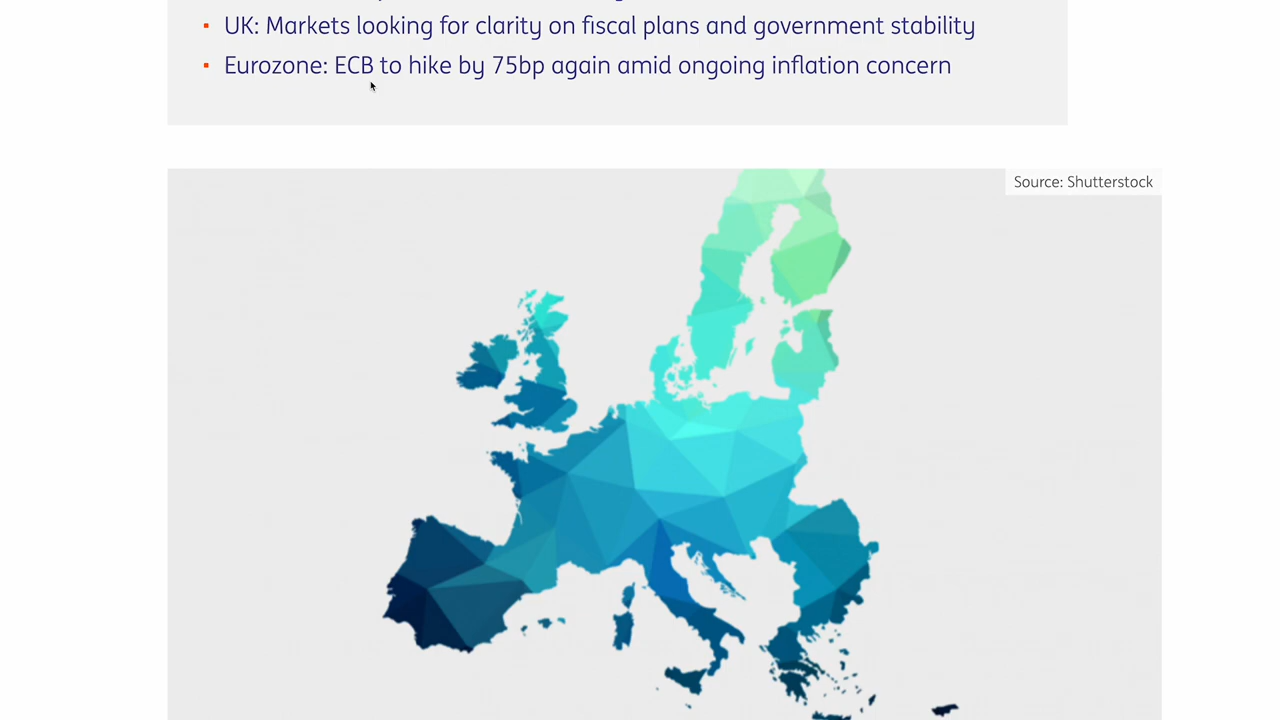 UK: Markets looking for clarity on fiscal plans and government stability
Eurozone: ECB to hike by 75bp again amid ongoing inflation concern
Source: Shutterstock